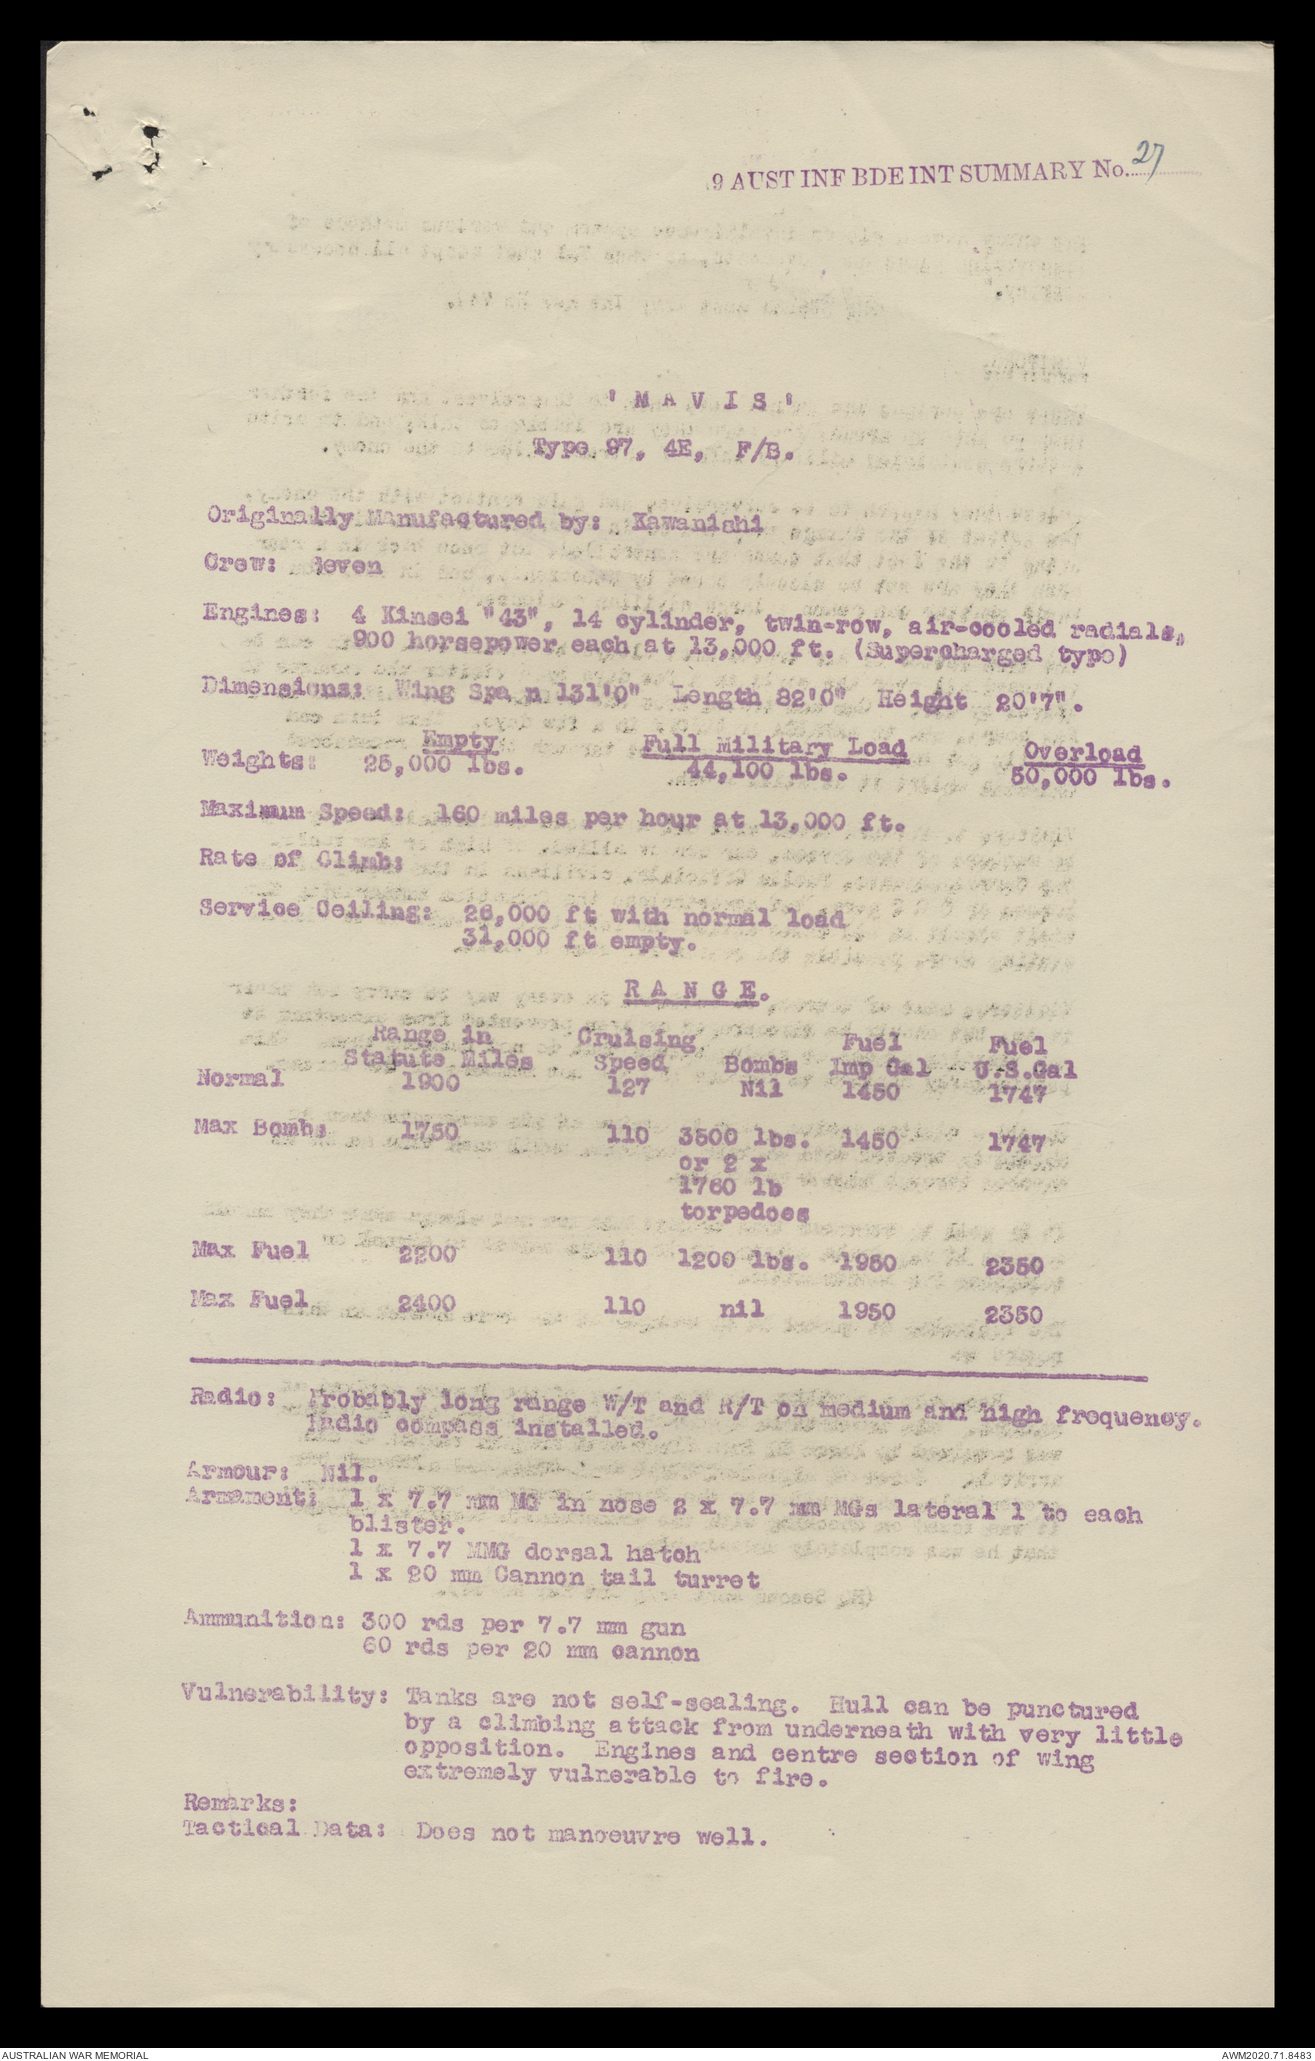 9 AUST INF BDE INT SUMMARY No. 27
' M A V I S '
Type 97, 4E, F/B.
Originally Manufactured by: Kawanishi
Crew: Seven
Engines: 4 Kinsei "43", 14 cylinder, twin-row, air-cooled radials,
900 horsepower each at 13,000 ft. (Supercharged type)
Dimensions: Wing Spa n 131'0" Length 82'0" Height 20'7".
Empty Full Military Load Overload
Weights: 25,000 lbs. 44,100 lbs. 50,000 lbs.
Maximum Speed: 160 miles per hour at 13,000 ft.
Rate of Climb:
Service Ceiling: 26,000 ft with normal load
31,000 ft empty.
R A N G E.
Range in Cruising Fuel Fuel
Statute Miles Speed Bombs Imp Gal U.S.Gal
Normal 1900 127 Nil 1450 1747
Max Bombs 1750 110 3500 lbs. 1450 1747
or 2 x
1760 lb
torpedoes
Max Fuel 2200 110 1200 lbs. 1950 2350
Max Fuel 2400 110 nil 1950 2350
Radio: Probably long range W/T and R/T on medium and high frequency.
Radio compass installed.
Armour: Nil.
Armament: 1 x 7.7 mm MG in nose 2 x 7.7 mm MGs lateral 1 to each
blister.
1 x 7.7 MMG dorsal hatch
1 x 20 mm Cannon tail turret
Ammunition: 300 rds per 7.7 mm gun
60 rds per 20 mm cannon
Vulnerability: Tanks are not self-sealing. Hull can be punctured
by a climbing attack from underneath with very little
opposition. Engines and centre section of wing
extremely vulnerable to fire.
Remarks:
Tactical Data: Does not manoeuvre well.
AUSTRALIAN WAR MEMORIAL AWM2020.71.8483